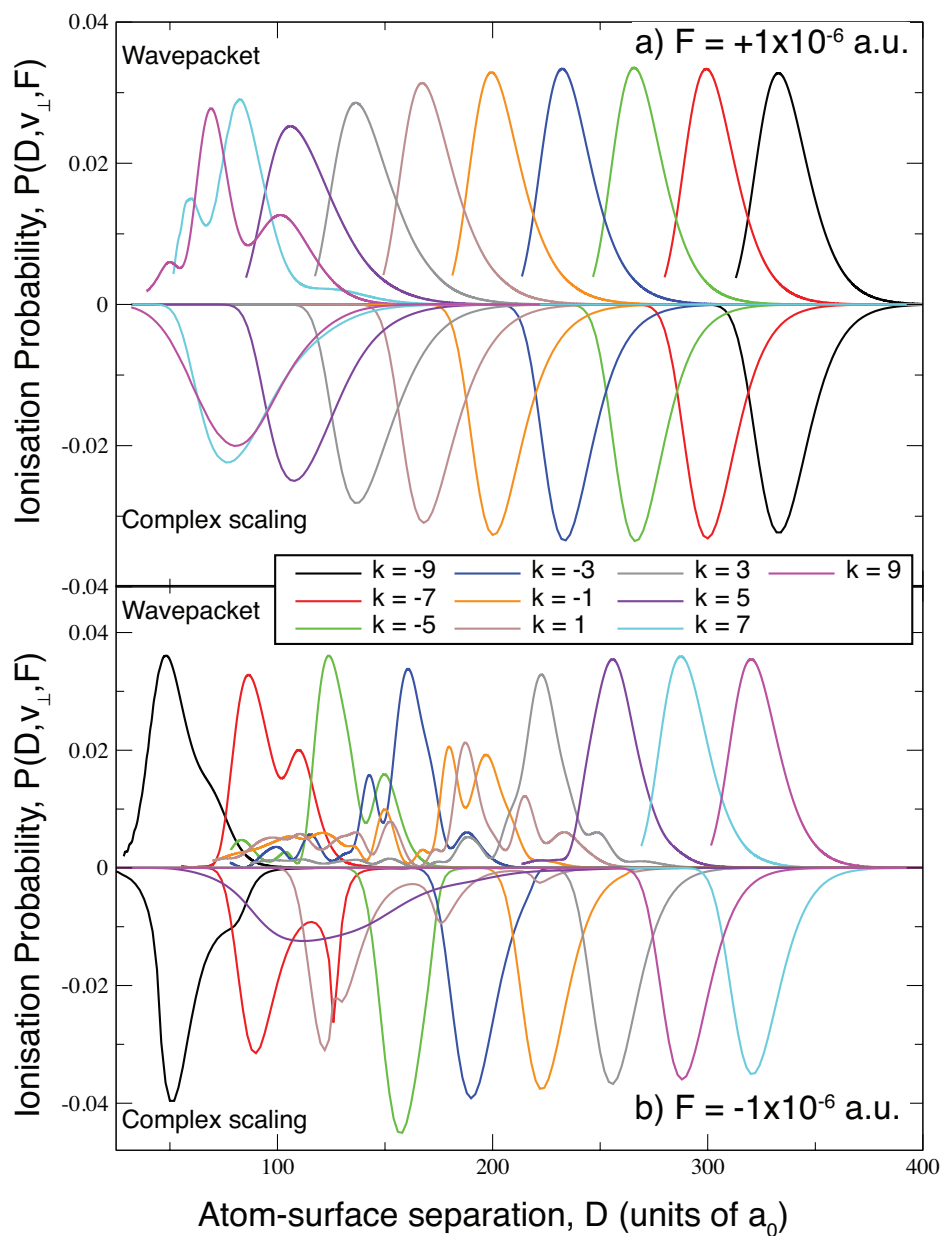 0.04
Wavepacket
a) F = +1x10-6 a.u.
0.02
0
-0.02
Complex scaling
-0.04
Ionisation Probability, P(D,v⊥,F)
k = -9 k = -3 k = 3 k = 9
k = -7 k = -1 k = 5
k = -5 k = 1 k = 7
Wavepacket
0.04
0.02
0
-0.02
-0.04
Complex scaling
b) F = -1x10-6 a.u.
Ionisation Probability, P(D,v⊥,F)
100 200 300 400
Atom-surface separation, D (units of a0)